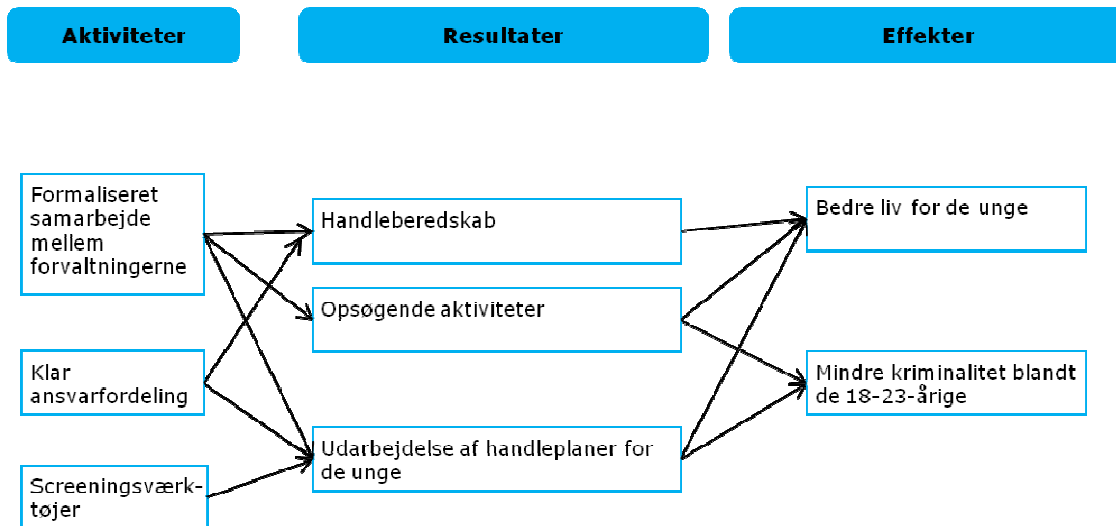 Aktiviteter
Resultater
Effekter
Formaliseret
samarbejde
mellem
forvaltningerne
Klar
ansvarfordeling
Screeningsværk-
tøjer
Handleberedskab
Opsøgende aktiviteter
Udarbejdelse af handleplaner for
de unge
Bedre liv for de unge
Mindre kriminalitet blandt
de 18-23-årige